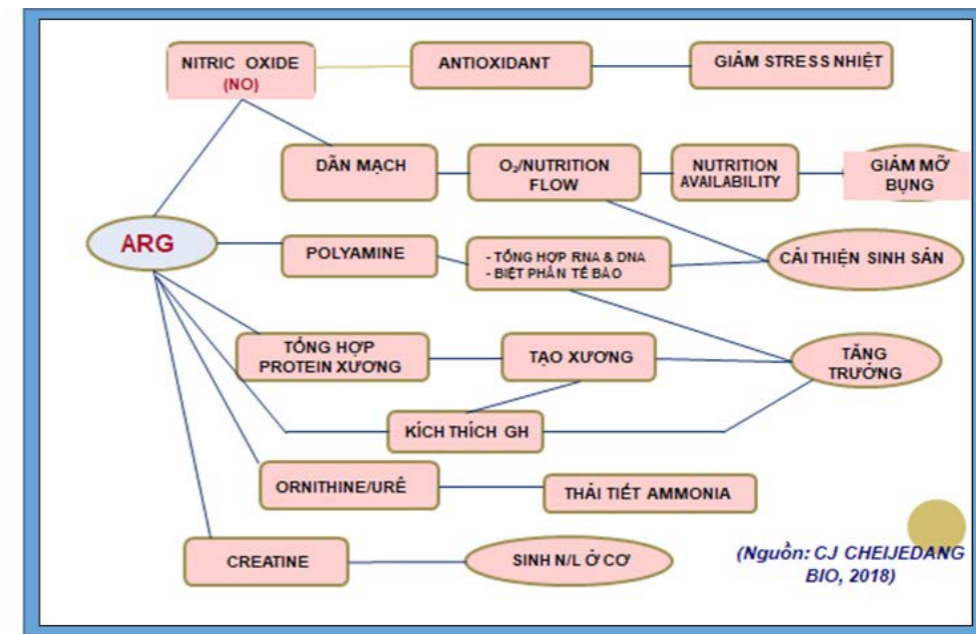 NITRIC OXIDE
(NO)
ANTIOXIDANT
GIẢM STRESS NHIỆT
DÃN MẠCH
O₂/NUTRITION
FLOW
NUTRITION
AVAILABILITY
GIẢM MỠ
BỤNG
ARG
POLYAMINE
- TỔNG HỢP RNA & DNA
- BIỆT PHÂN TẾ BÀO
CẢI THIỆN SINH SẢN
TỔNG HỢP
PROTEIN XƯƠNG
TẠO XƯƠNG
TĂNG
TRƯỞNG
KÍCH THÍCH GH
ORNITHINE/URÊ
THẢI TIẾT AMMONIA
CREATINE
SINH N/L Ở CƠ
(Nguồn: CJ CHEIJEDANG
BIO, 2018)